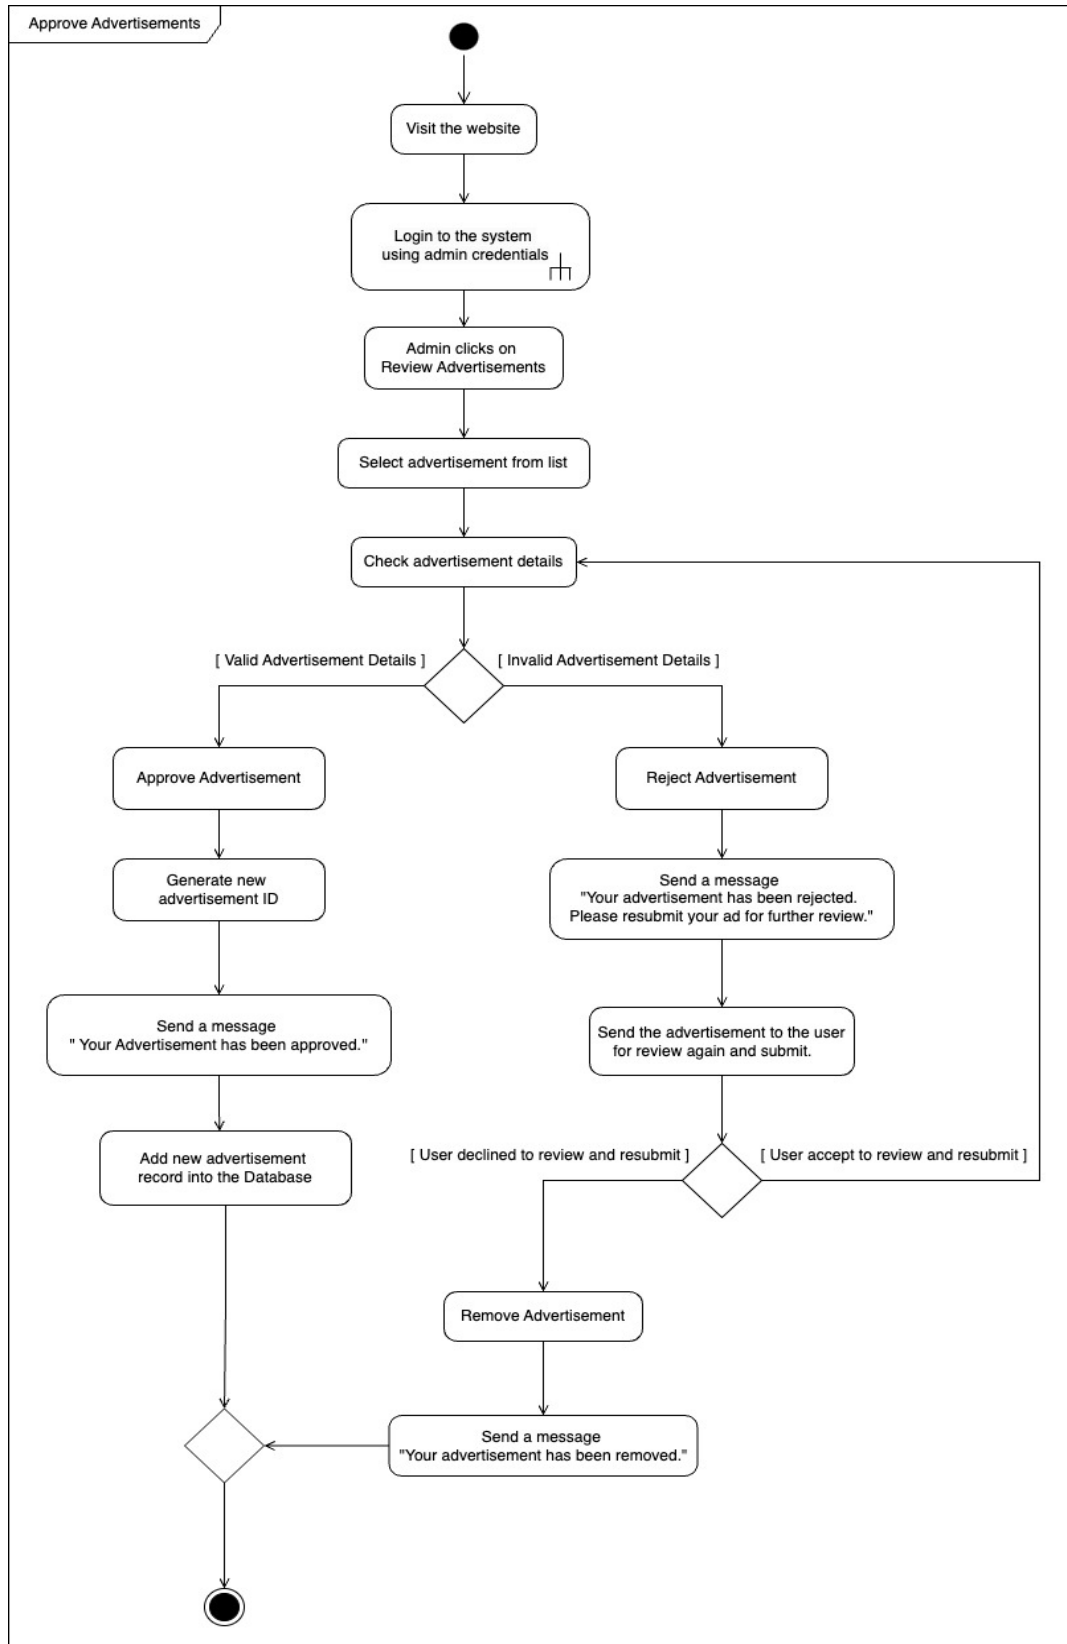 Approve Advertisements
Visit the website
Login to the system
using admin credentials
Admin clicks on
Review Advertisements
Select advertisement from list
Check advertisement details
[ Valid Advertisement Details ]
[ Invalid Advertisement Details ]
Approve Advertisement
Reject Advertisement
Generate new
advertisement ID
Send a message
"Your advertisement has been rejected.
Please resubmit your ad for further review."
Send a message
" Your Advertisement has been approved."
Send the advertisement to the user
for review again and submit.
Add new advertisement
record into the Database
[ User declined to review and resubmit ]
[ User accept to review and resubmit ]
Remove Advertisement
Send a message
"Your advertisement has been removed."